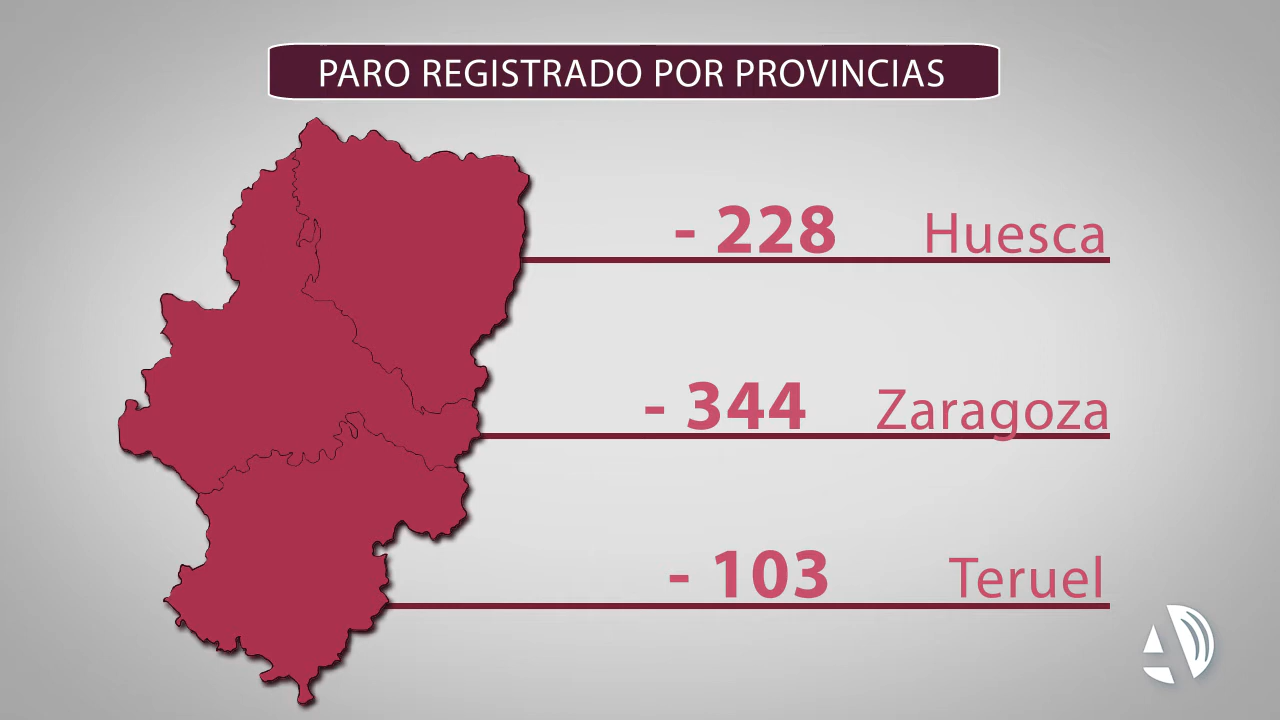 PARO REGISTRADO POR PROVINCIAS
- 228 Huesca
- 344 Zaragoza
- 103 Teruel